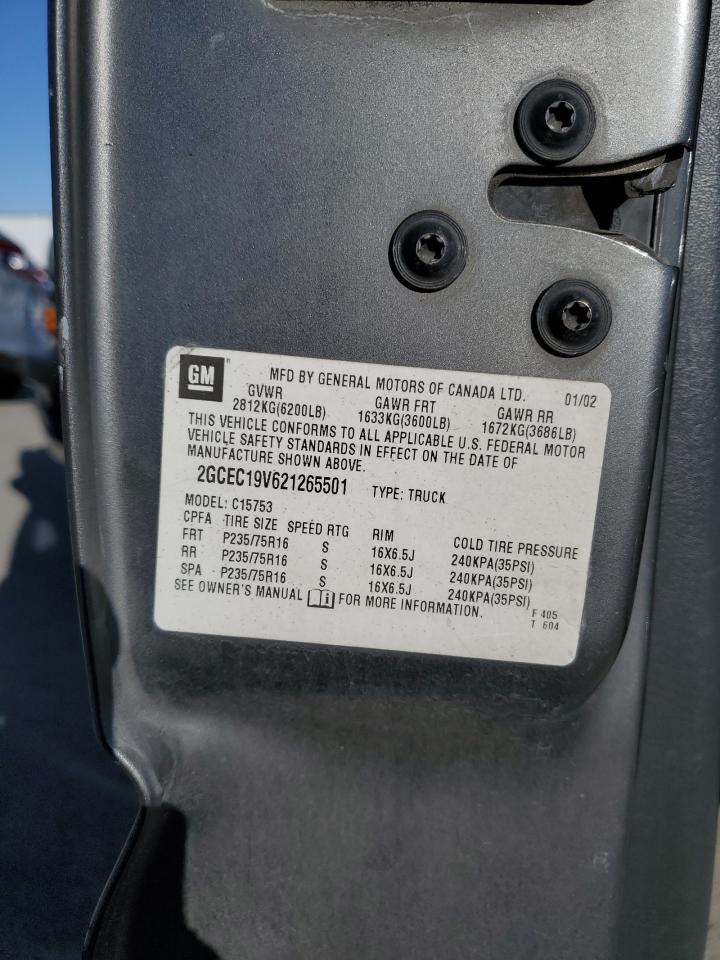 GM MFD BY GENERAL MOTORS OF CANADA LTD. 01/02
GVWR GAWR FRT GAWR RR
2812KG(6200LB) 1633KG(3600LB) 1672KG(3686LB)
THIS VEHICLE CONFORMS TO ALL APPLICABLE U.S. FEDERAL MOTOR
VEHICLE SAFETY STANDARDS IN EFFECT ON THE DATE OF
MANUFACTURE SHOWN ABOVE.
2GCEC19V621265501 TYPE: TRUCK
MODEL: C15753
CPFA TIRE SIZE SPEED RTG RIM COLD TIRE PRESSURE
FRT P235/75R16 S 16X6.5J 240KPA(35PSI)
RR P235/75R16 S 16X6.5J 240KPA(35PSI)
SPA P235/75R16 S 16X6.5J 240KPA(35PSI)
SEE OWNER'S MANUAL FOR MORE INFORMATION.
F 405
T 604